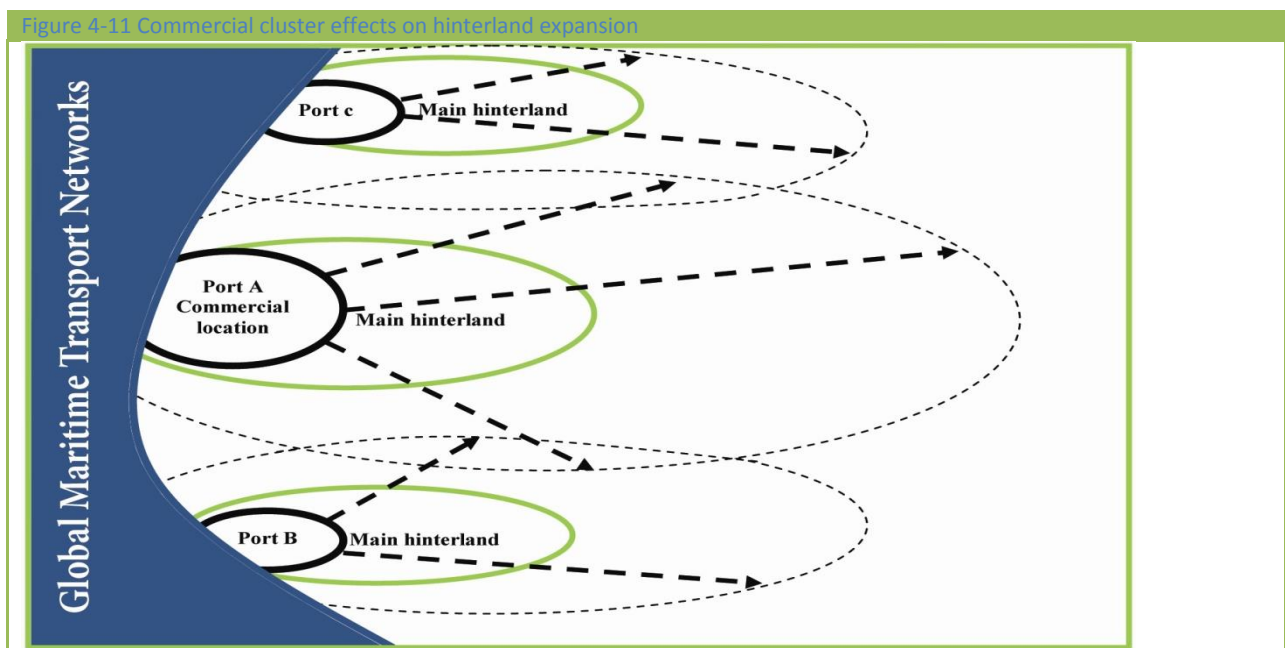 Figure 4-11 Commercial cluster effects on hinterland expansion
Global Maritime Transport Networks
Port c
Main hinterland
Port A
Commercial
location
Main hinterland
Port B
Main hinterland